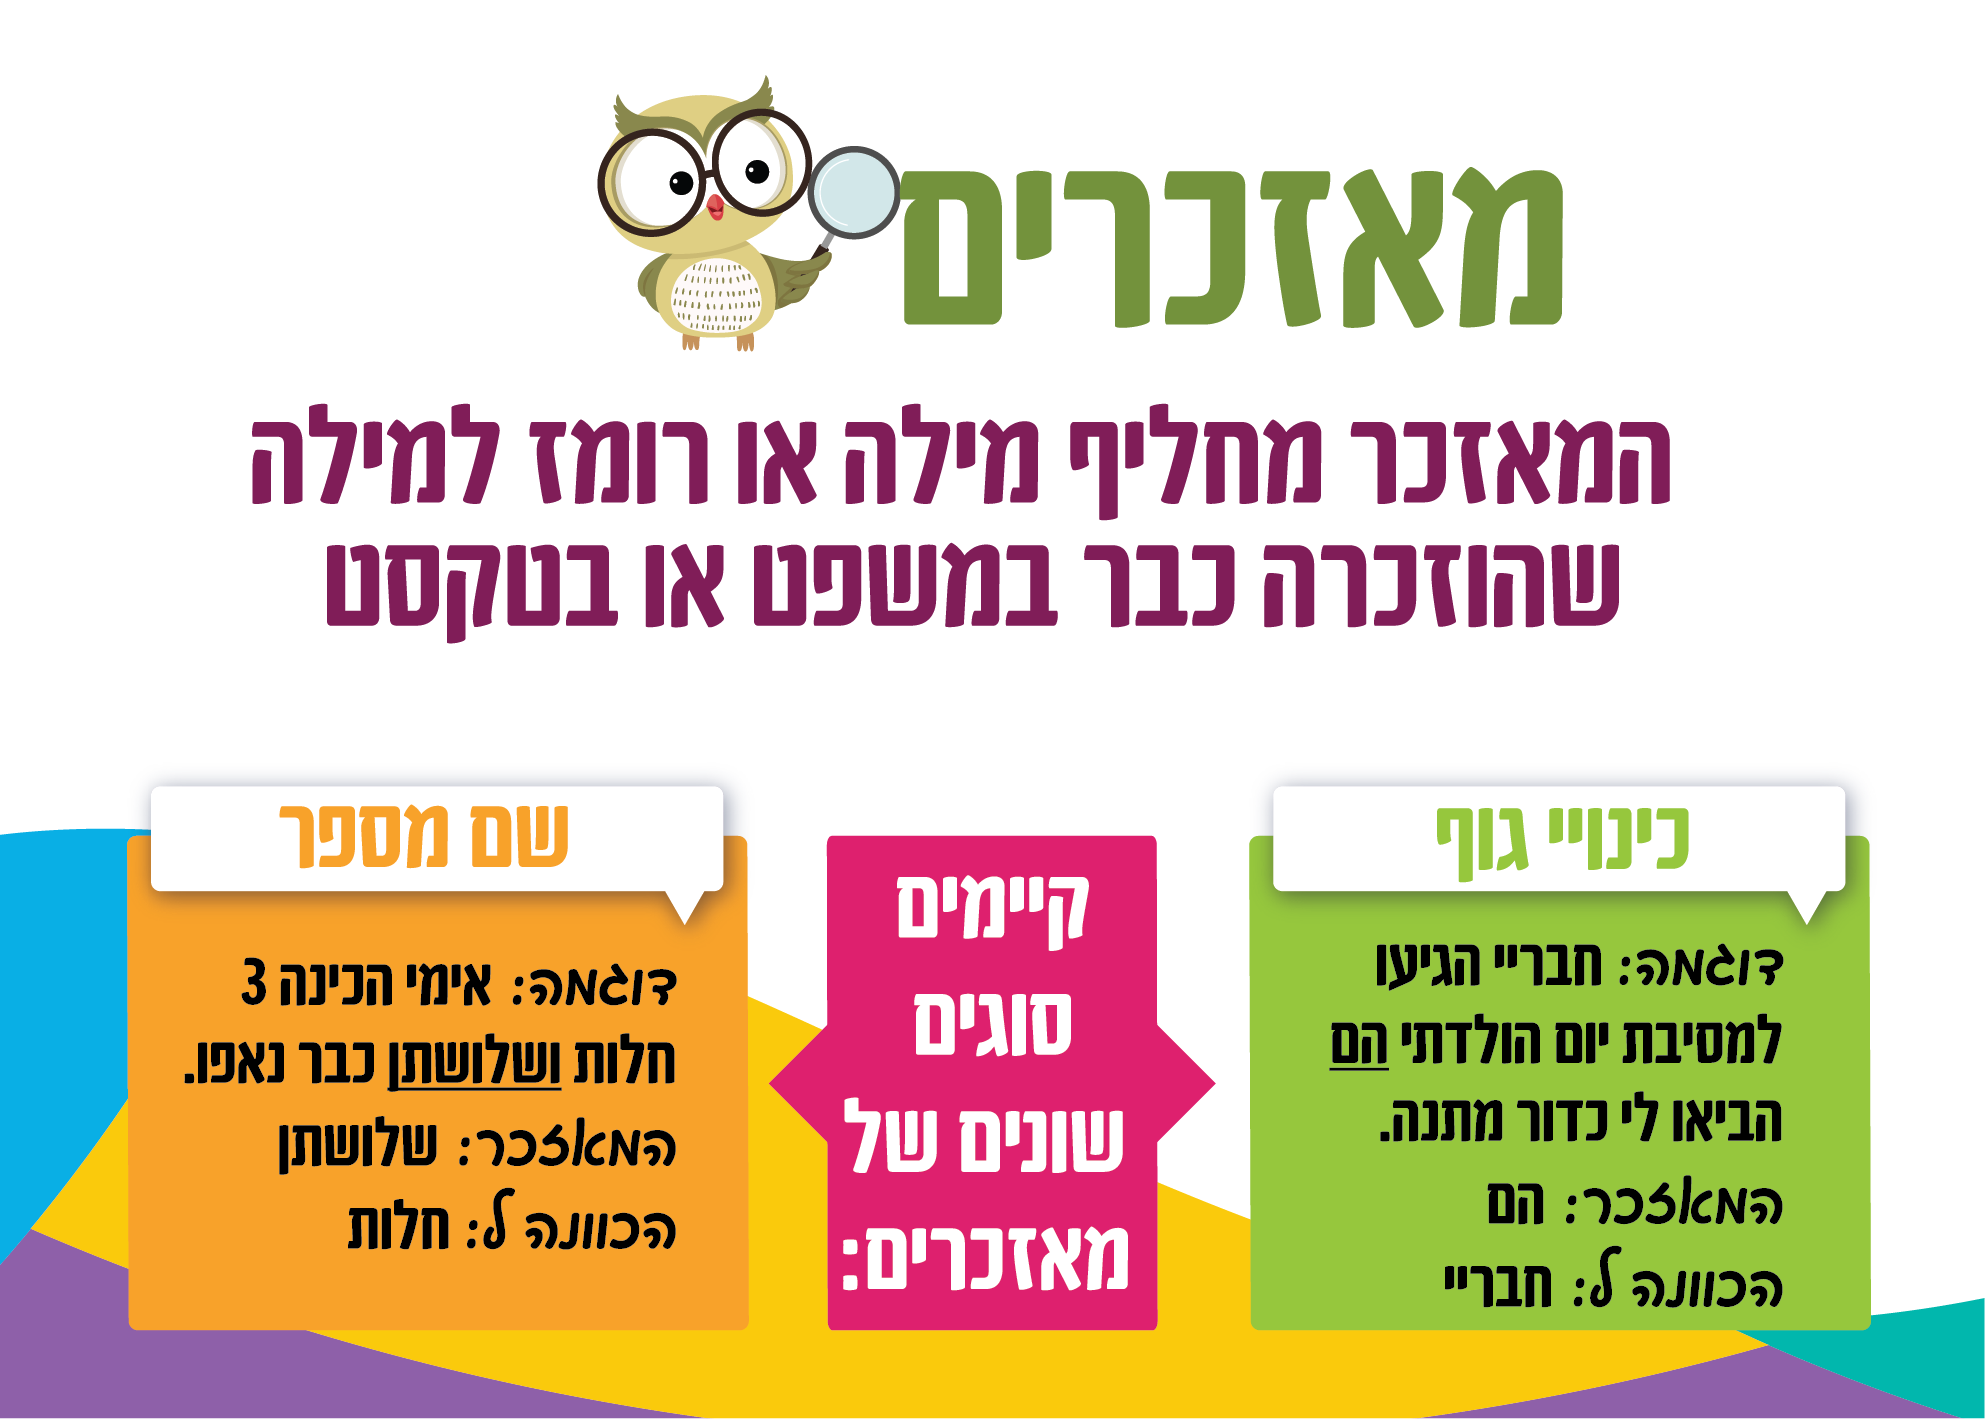 מאזכרים
המאזכר מחליף מילה או רומז למילה
שהוזכרה כבר במשפט או בטקסט
כינויי גוף
דוגמה: חבריי הגיעו
למסיבת יום הולדתי הם
הביאו לי כדור מתנה.
המאזכר: הם
הכוונה ל: חבריי
קיימים
סוגים
שונים של
מאזכרים:
שם מספר
דוגמה: אימי הכינה 3
חלות ושלושתן כבר נאפו.
המאזכר: שלושתן
הכוונה ל: חלות